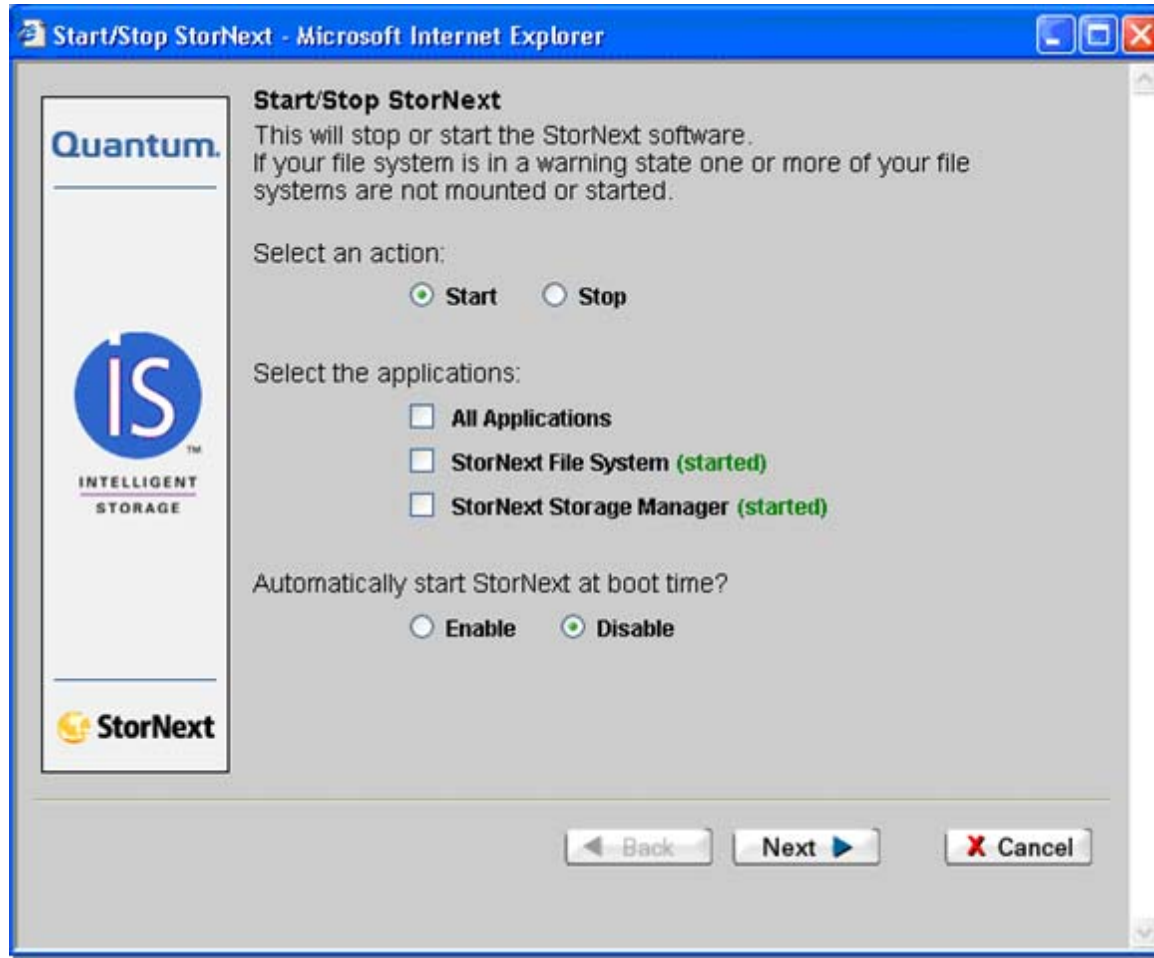 Start/Stop StorNext - Microsoft Internet Explorer
Quantum.
iS
TM
INTELLIGENT
STORAGE
StorNext
Start/Stop StorNext
This will stop or start the StorNext software.
If your file system is in a warning state one or more of your file
systems are not mounted or started.
Select an action:
Start Stop
Select the applications:
All Applications
StorNext File System (started)
StorNext Storage Manager (started)
Automatically start StorNext at boot time?
Enable Disable
Back Next X Cancel